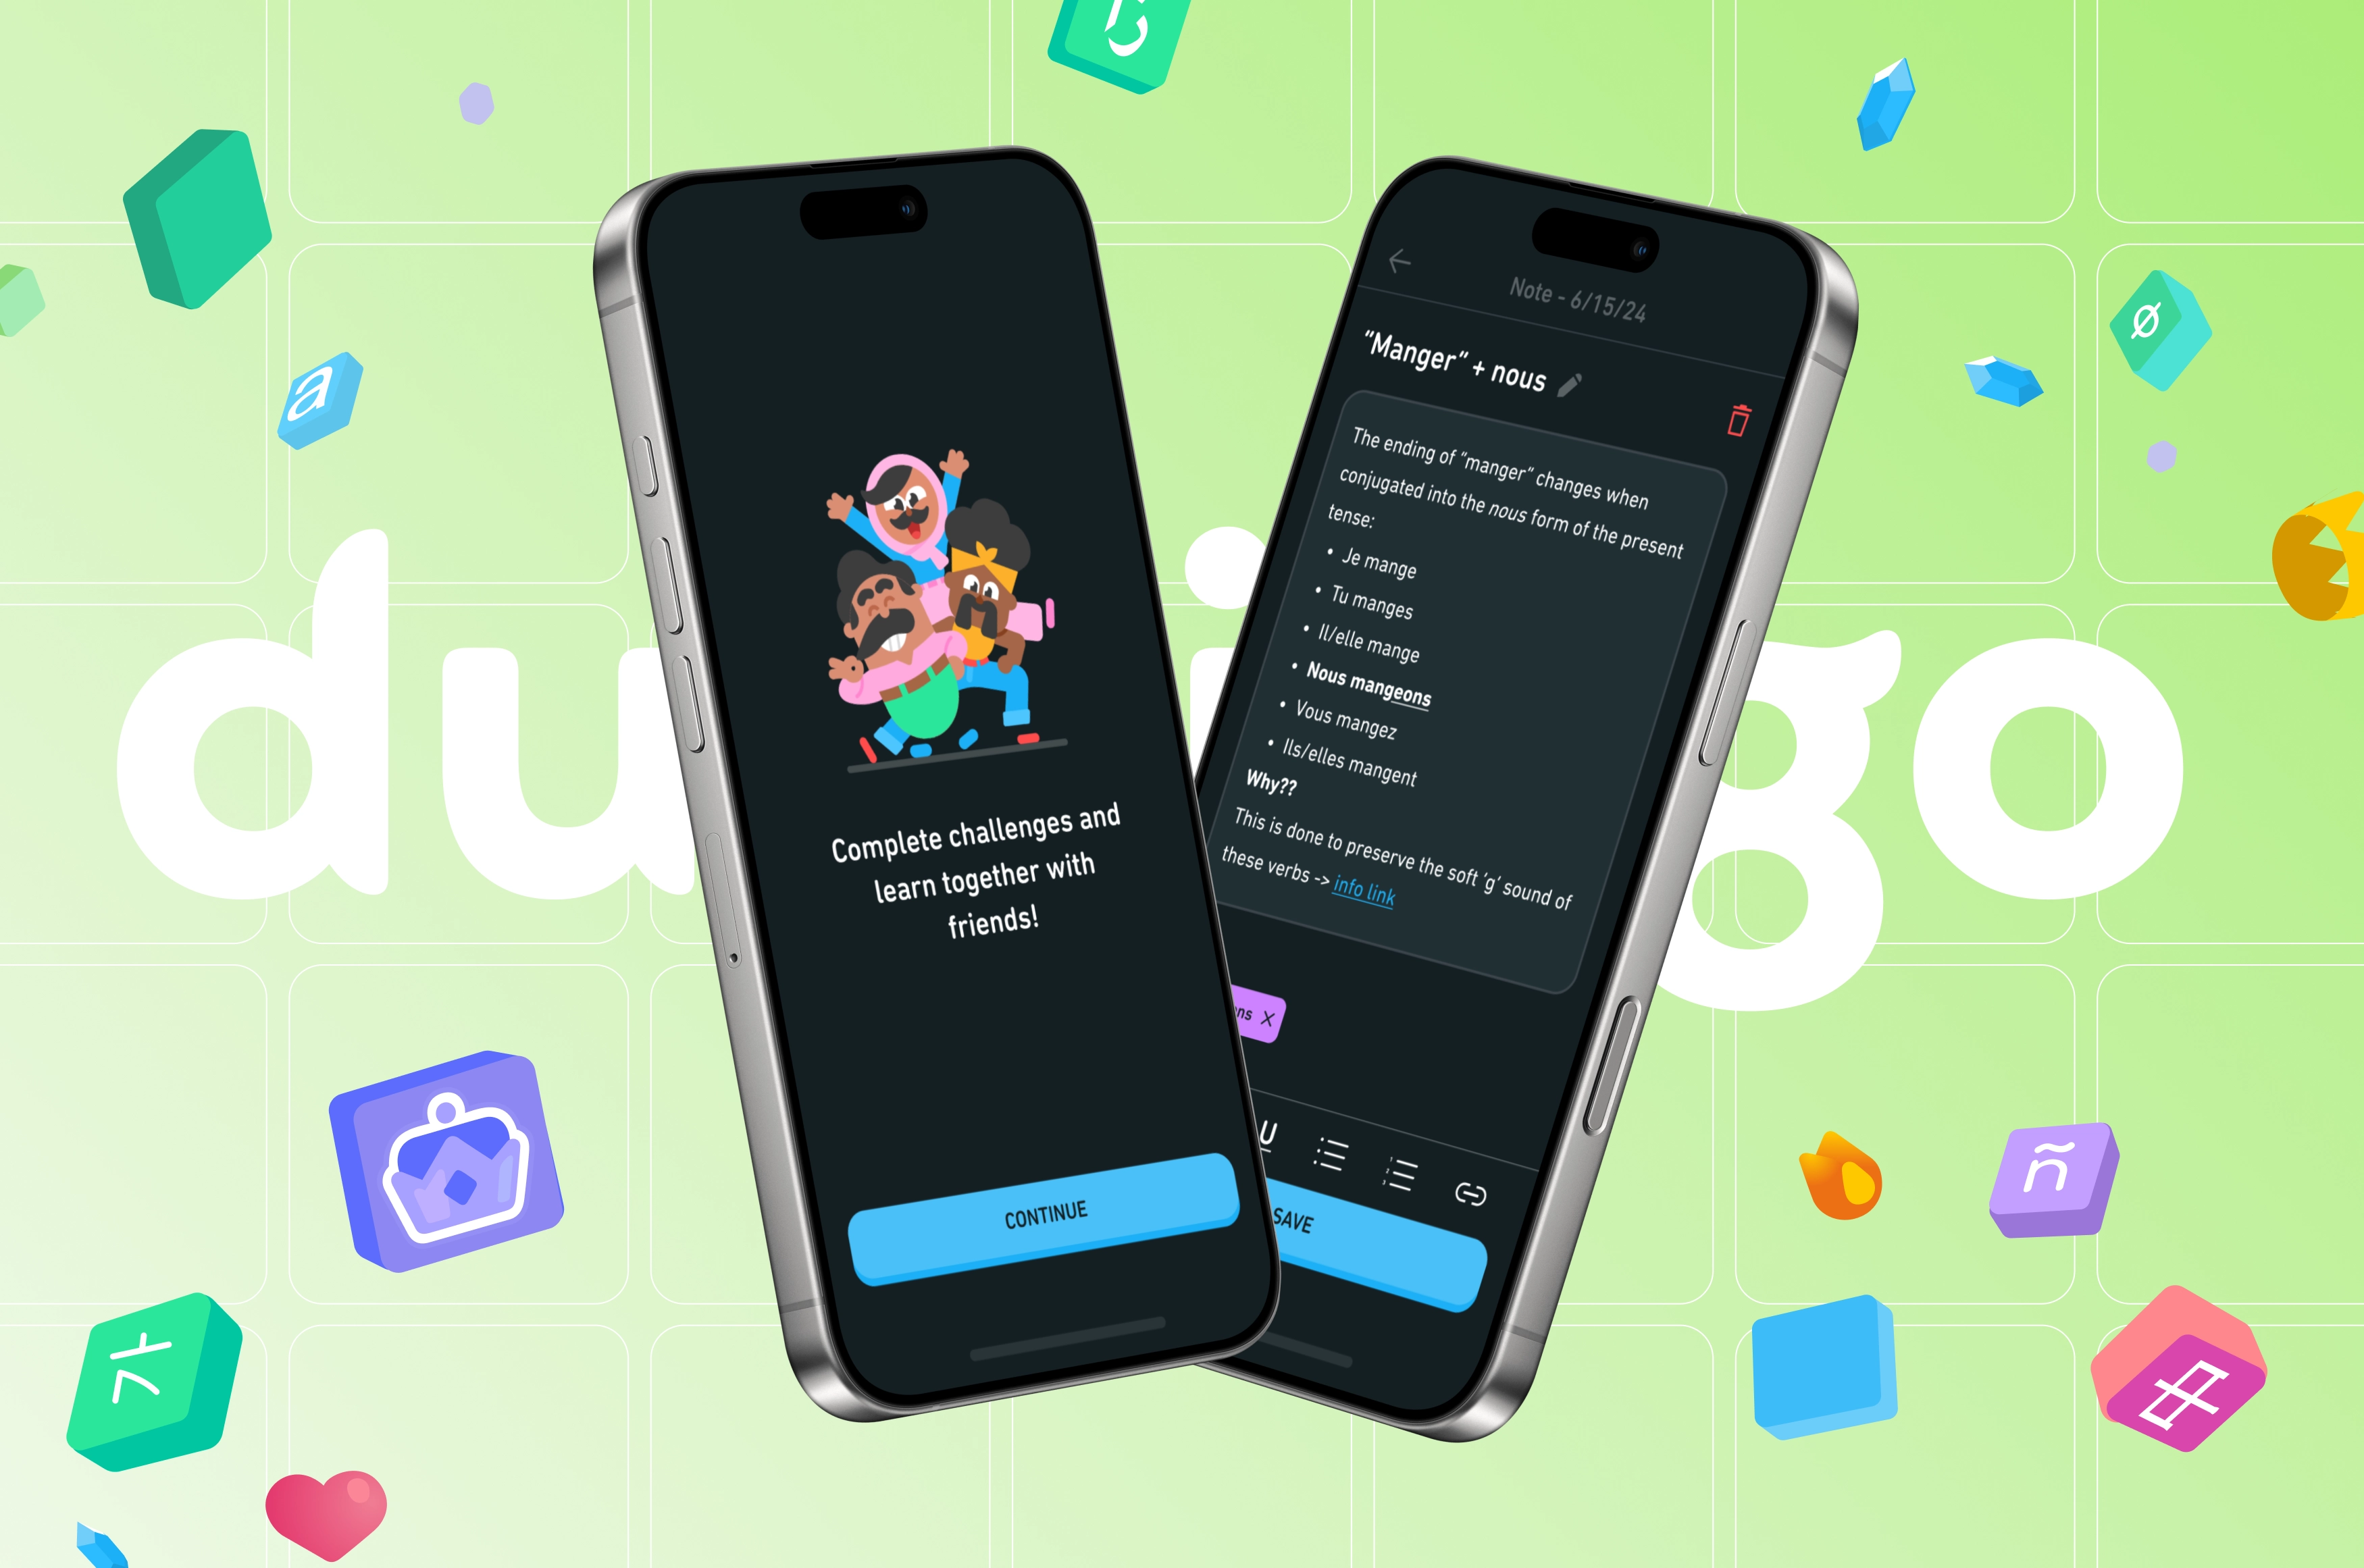 duolingo
Complete challenges and
learn together with
friends!
CONTINUE
Note - 6/15/24
“Manger“ + nous
The ending of “manger“ changes when
conjugated into the nous form of the present
tense:
• Je mange
• Tu manges
• Il/elle mange
• Nous mangeons
• Vous mangez
• Ils/elles mangent
Why??
This is done to preserve the soft ‘g’ sound of
these verbs -> info link
U
SAVE
a
ø
ñ
六